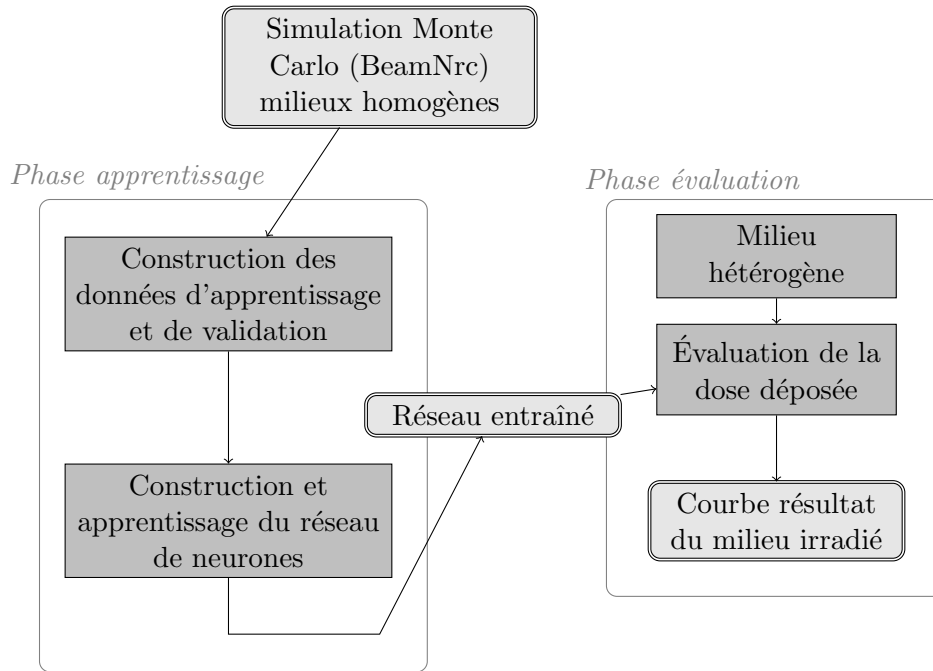 Simulation Monte
Carlo (BeamNrc)
milieux homogènes
Phase apprentissage
Construction des
données d'apprentissage
et de validation
Construction et
apprentissage du réseau
de neurones
Réseau entraîné
Phase évaluation
Milieu
hétérogène
Évaluation de la
dose déposée
Courbe résultat
du milieu irradié